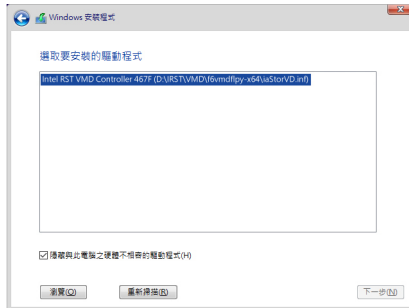 Windows 安裝程式
選取要安裝的驅動程式
Intel RST VMD Controller 467F (D:\IRST\VMD\f6vmdflpy-x64\iaStorVD.inf)
隱藏與此電腦之硬體不相容的驅動程式(H)
瀏覽(O) 重新掃描(R) 下一步(N)